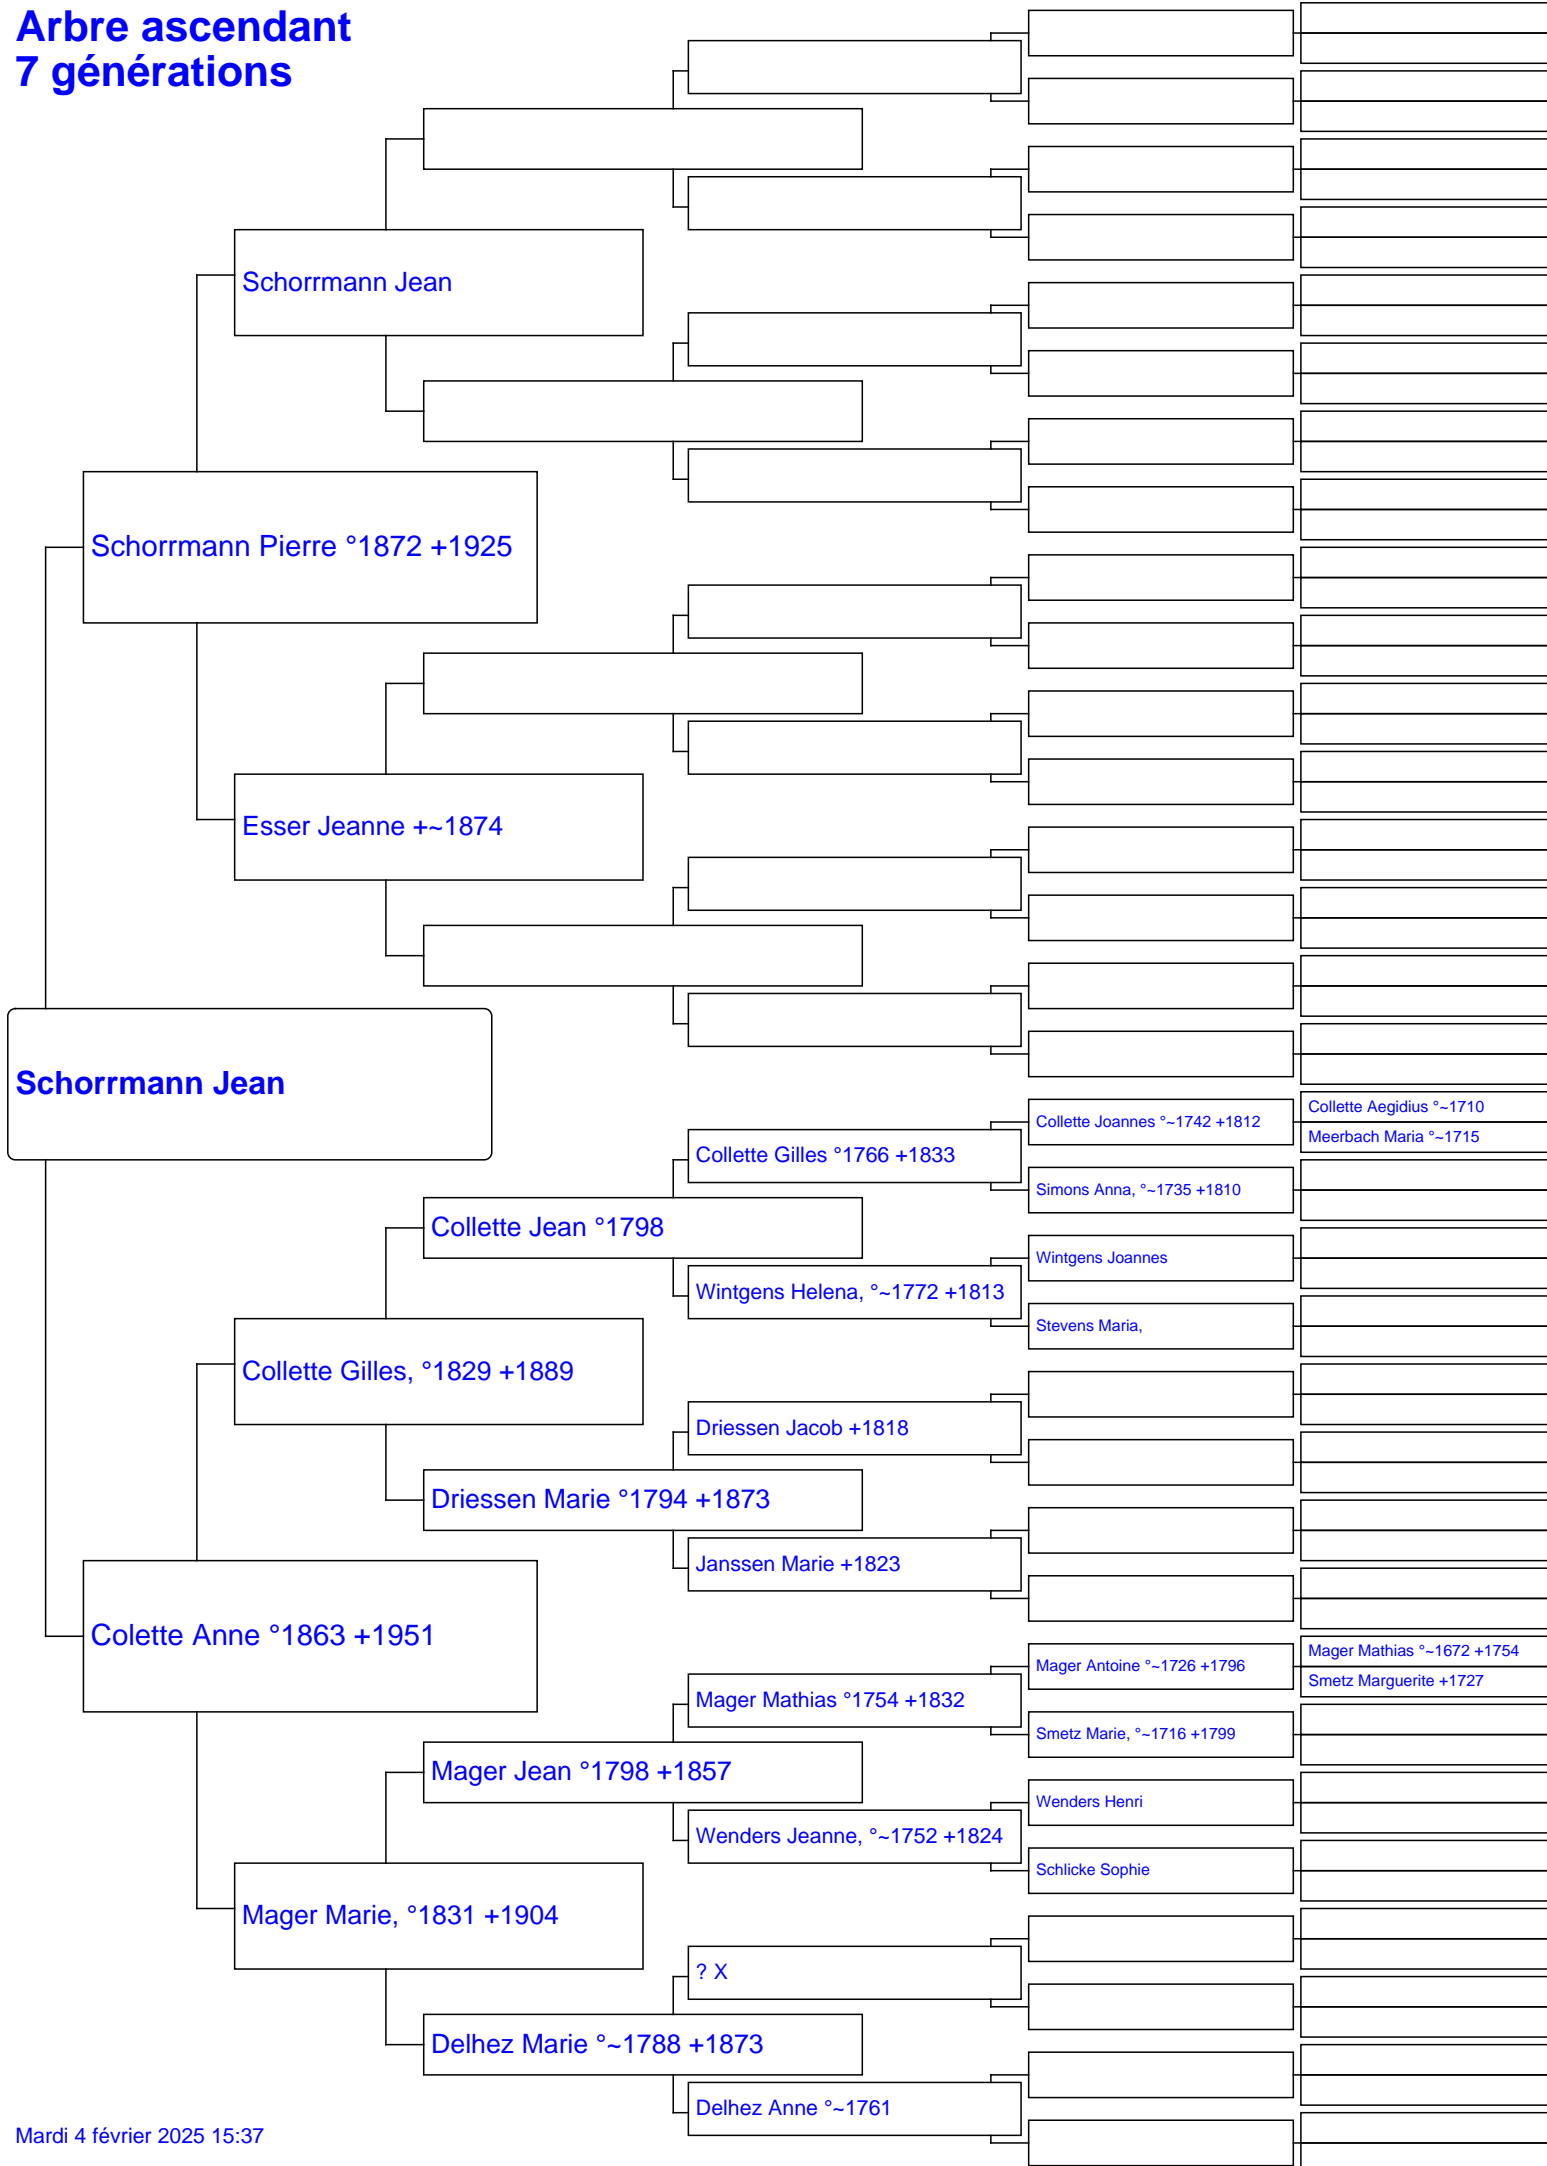 Arbre ascendant
7 générations
Schorrmann Jean
Schorrmann Pierre °1872 +1925
Esser Jeanne +~1874
Schorrmann Jean
Collette Joannes °~1742 +1812
Collette Aegidius °~1710
Meerbach Maria °~1715
Collette Gilles °1766 +1833
Simons Anna, °~1735 +1810
Collette Jean °1798
Wintgens Joannes
Wintgens Helena, °~1772 +1813
Stevens Maria,
Collette Gilles, °1829 +1889
Driessen Jacob +1818
Driessen Marie °1794 +1873
Janssen Marie +1823
Colette Anne °1863 +1951
Mager Antoine °~1726 +1796
Mager Mathias °~1672 +1754
Smetz Marguerite +1727
Mager Mathias °1754 +1832
Smetz Marie, °~1716 +1799
Mager Jean °1798 +1857
Wenders Henri
Wenders Jeanne, °~1752 +1824
Schlicke Sophie
Mager Marie, °1831 +1904
? X
Delhez Marie °~1788 +1873
Delhez Anne °~1761
Mardi 4 février 2025 15:37